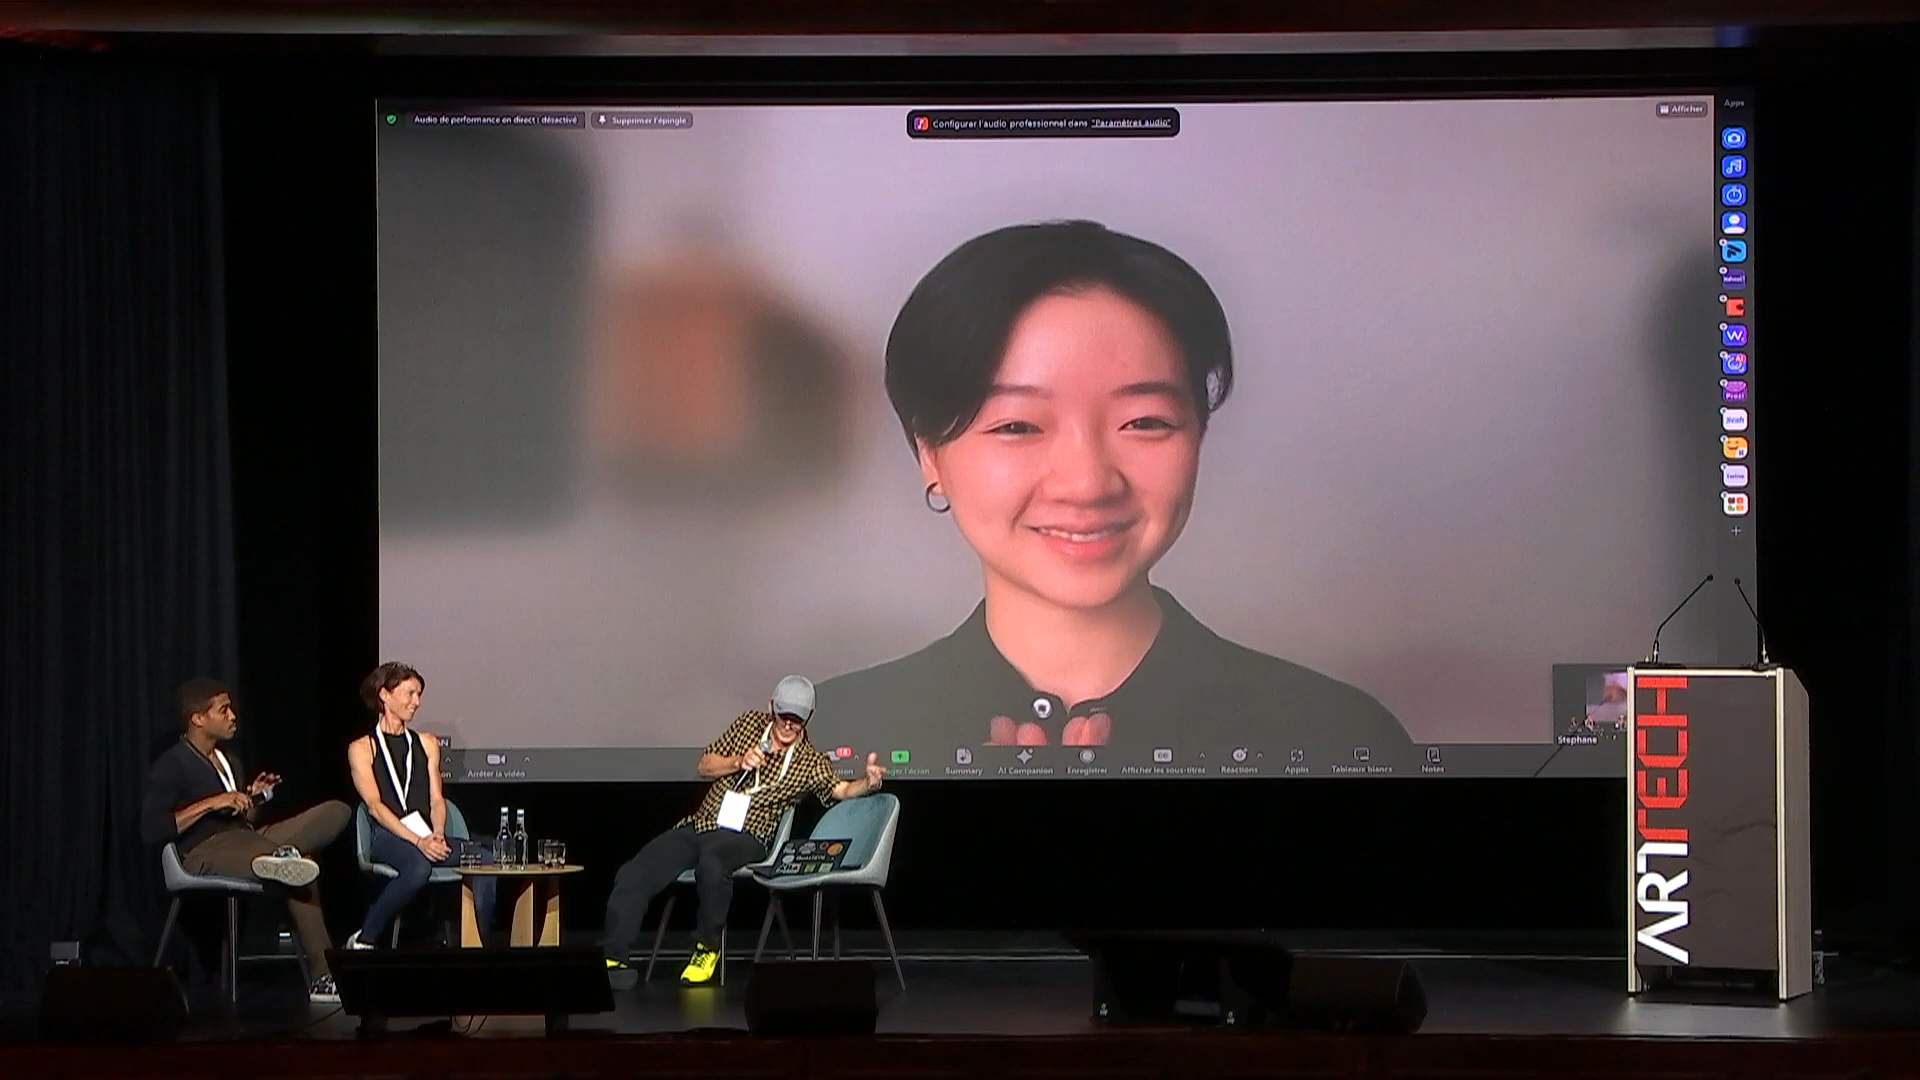 Audio de performance en direct : désactivé
Supprimer l'épingle
Configurer l'audio professionnel dans "Paramètres audio"
Afficher
Apps
Stephane
Arrêter la vidéo
Summary
AI Companion
Enregistrer
Afficher les sous-titres
Réactions
Applis
Tableaux blancs
Notes
ARTECH